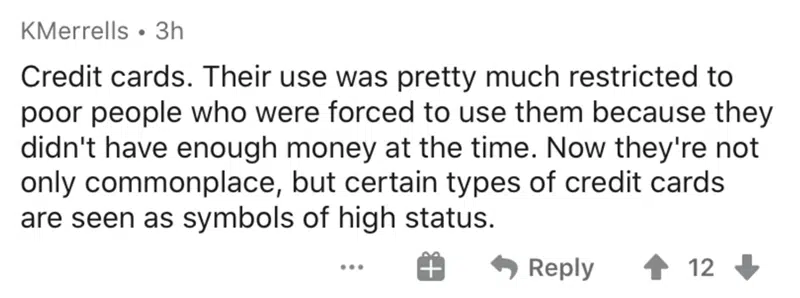 KMerrells • 3h
Credit cards. Their use was pretty much restricted to
poor people who were forced to use them because they
didn't have enough money at the time. Now they're not
only commonplace, but certain types of credit cards
are seen as symbols of high status.
... Reply 12